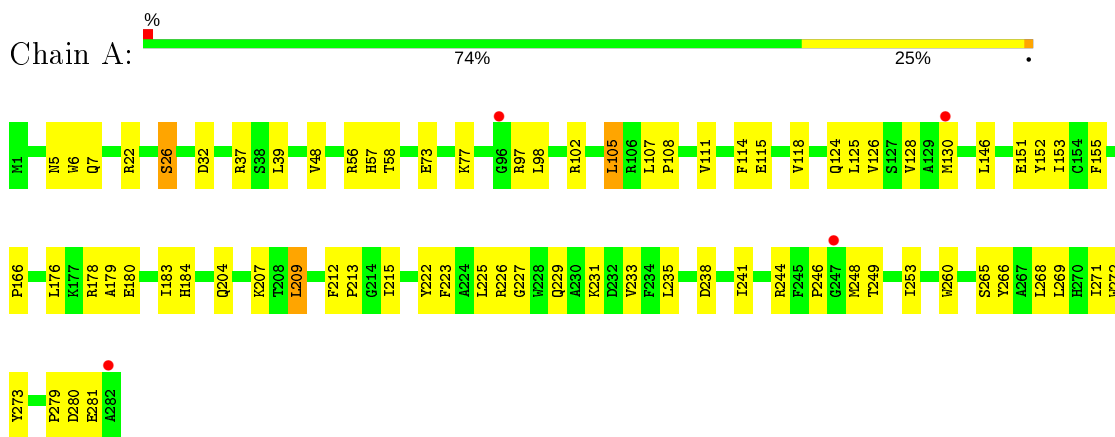 %
Chain A:
74% 25% •
M1 N5 W6 Q7 R22 S26 D32 R37 S38 L39 V48 R56 H57 T58 E73 K77 G96 R97 L98 R102 L105 R106 L107 P108 V111 F114 E115 V118 Q124 L125 V126 S127 V128 A129 M130 L146 E151 Y152 I153 C154 F155
P166 L176 K177 R178 A179 E180 I183 H184 Q204 K207 T208 L209 F212 P213 G214 I215 Y222 F223 A224 L225 R226 G227 W228 Q229 A230 K231 D232 V233 F234 L235 D238 I241 R244 F245 P246 G247 M248 T249 I253 W260 S265 Y266 A267 L268 L269 H270 I271 W272
Y273 P279 D280 E281 A282